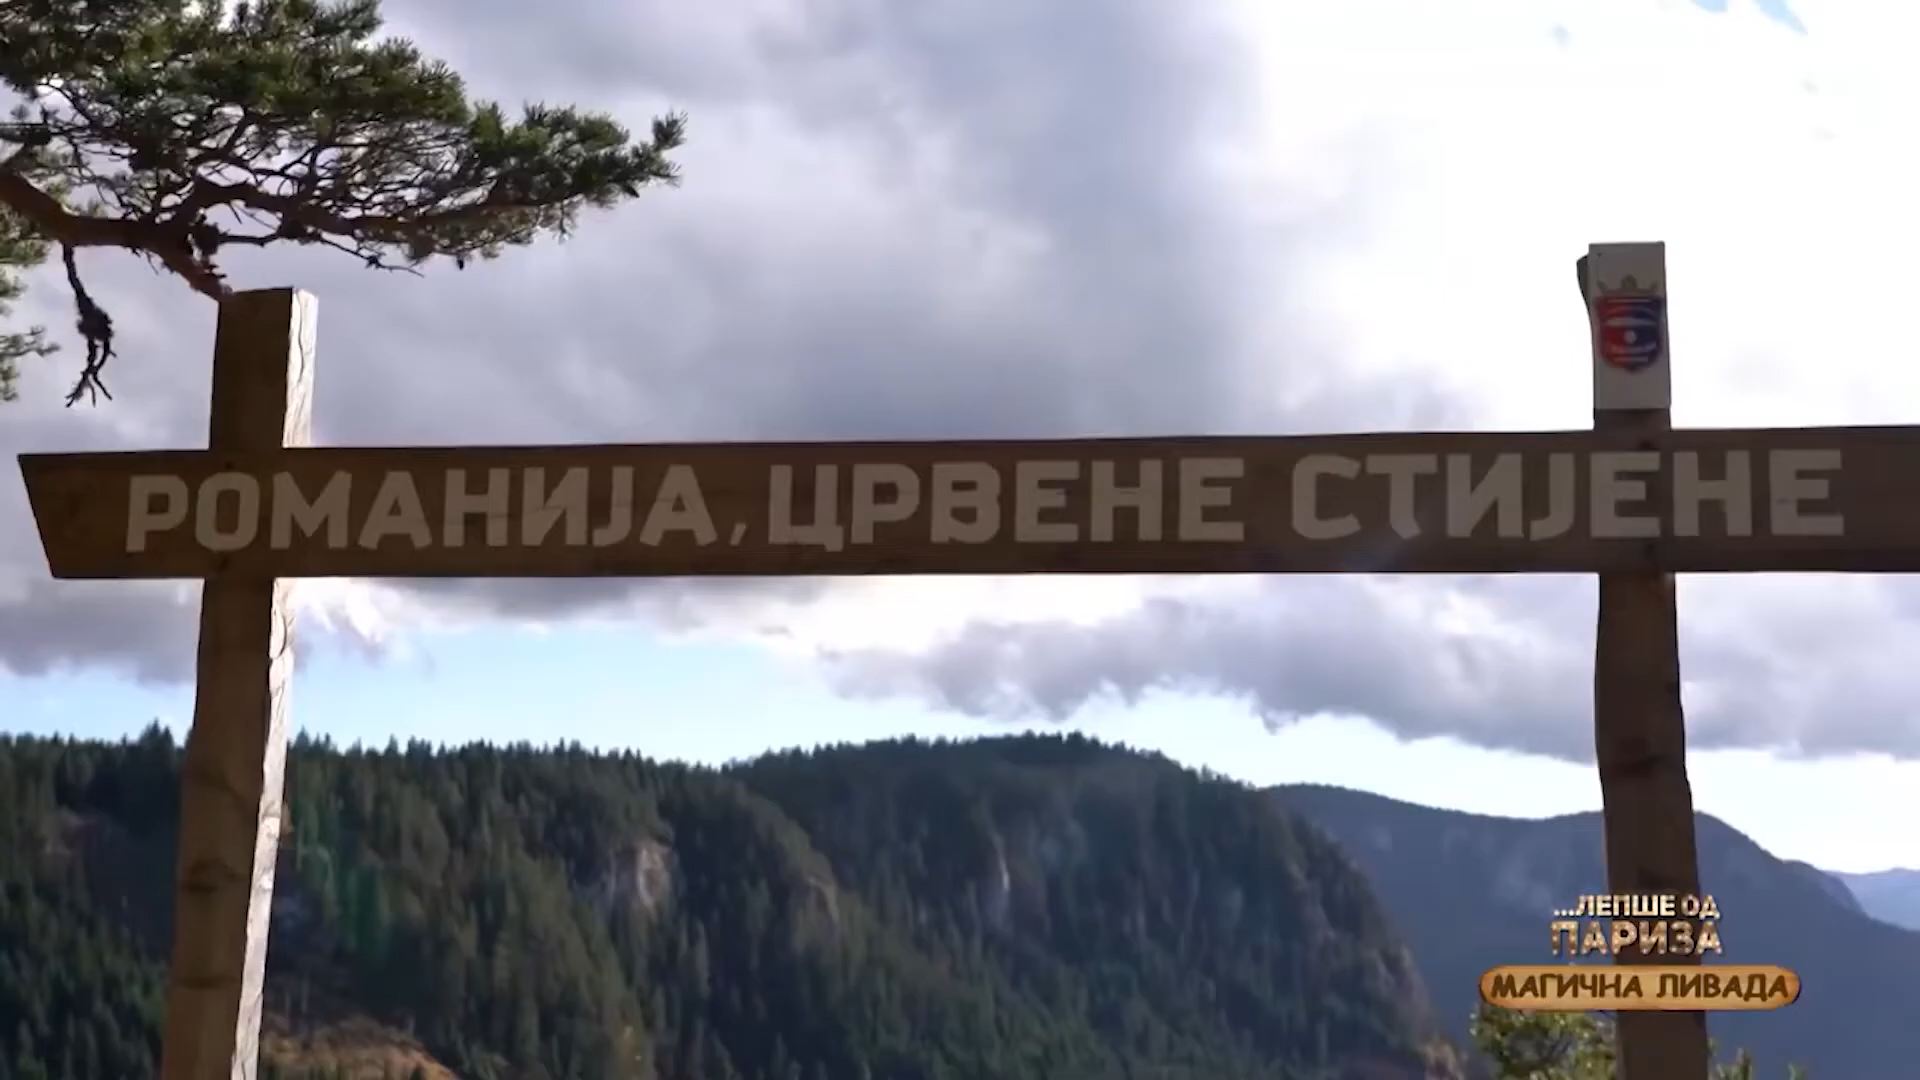 РОМАНИЈА, ЦРВЕНЕ СТИЈЕНЕ
...ЛЕПШЕ ОД
ПАРИЗА
МАГИЧНА ЛИВАДА